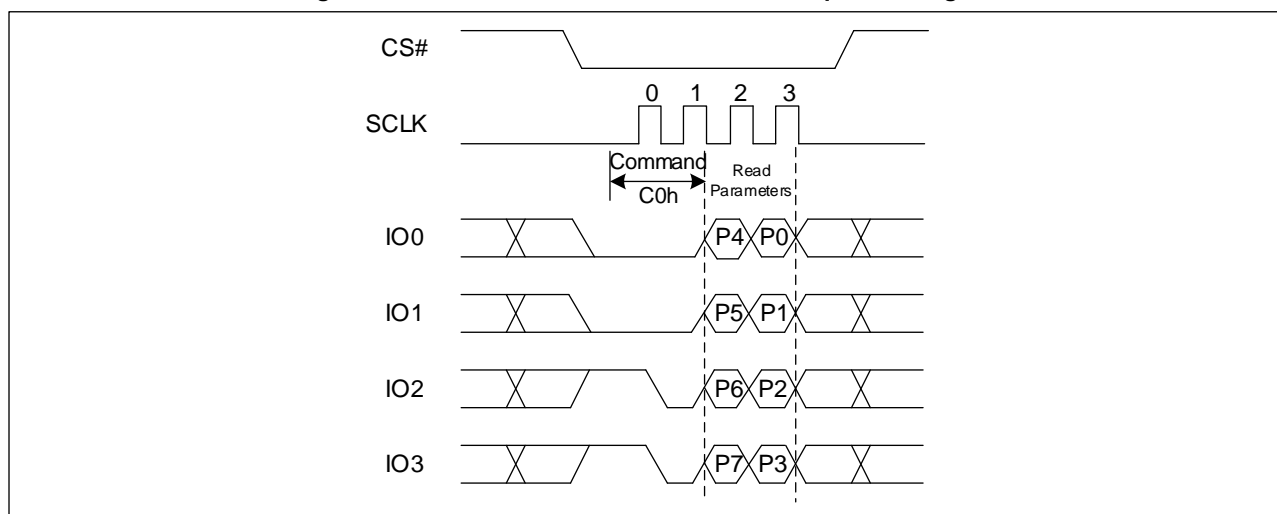 CS#
0 1 2 3
SCLK
Command
Read
Parameters
C0h
IO0
P4 P0
IO1
P5 P1
IO2
P6 P2
IO3
P7 P3